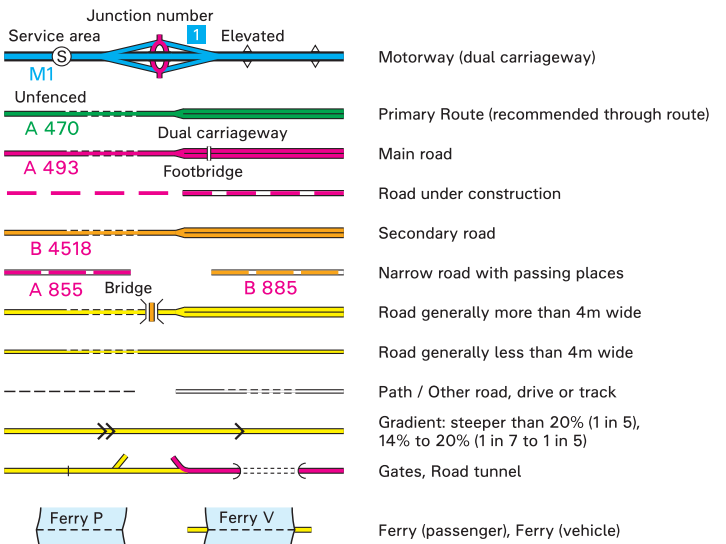 Junction number
Service area
1
Elevated
S
Motorway (dual carriageway)
M1
Unfenced
Primary Route (recommended through route)
A 470
Dual carriageway
Main road
A 493
Footbridge
Road under construction
Secondary road
B 4518
Narrow road with passing places
A 855
Bridge
B 885
Road generally more than 4m wide
Road generally less than 4m wide
Path / Other road, drive or track
Gradient: steeper than 20% (1 in 5),
14% to 20% (1 in 7 to 1 in 5)
Gates, Road tunnel
Ferry P
Ferry V
Ferry (passenger), Ferry (vehicle)